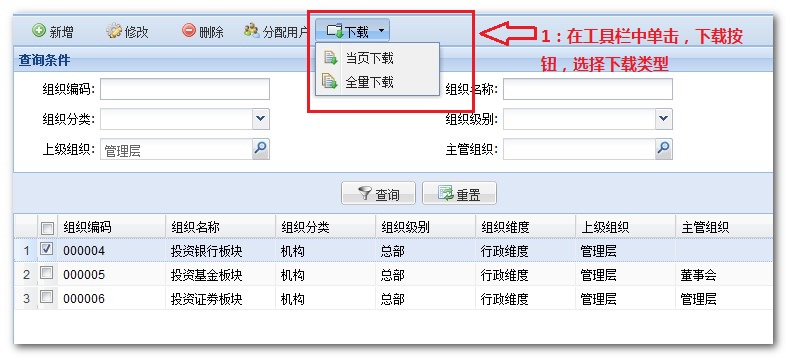 新增 修改 删除 分配用户 下载
当页下载
全量下载
1：在工具栏中单击，下载按
钮，选择下载类型
查询条件
组织编码: 组织名称:
组织分类: 组织级别:
上级组织: 管理层 主管组织:
查询 重置
组织编码 组织名称 组织分类 组织级别 组织维度 上级组织 主管组织
1 000004 投资银行板块 机构 总部 行政维度 管理层
2 000005 投资基金板块 机构 总部 行政维度 管理层 董事会
3 000006 投资证券板块 机构 总部 行政维度 管理层 管理层